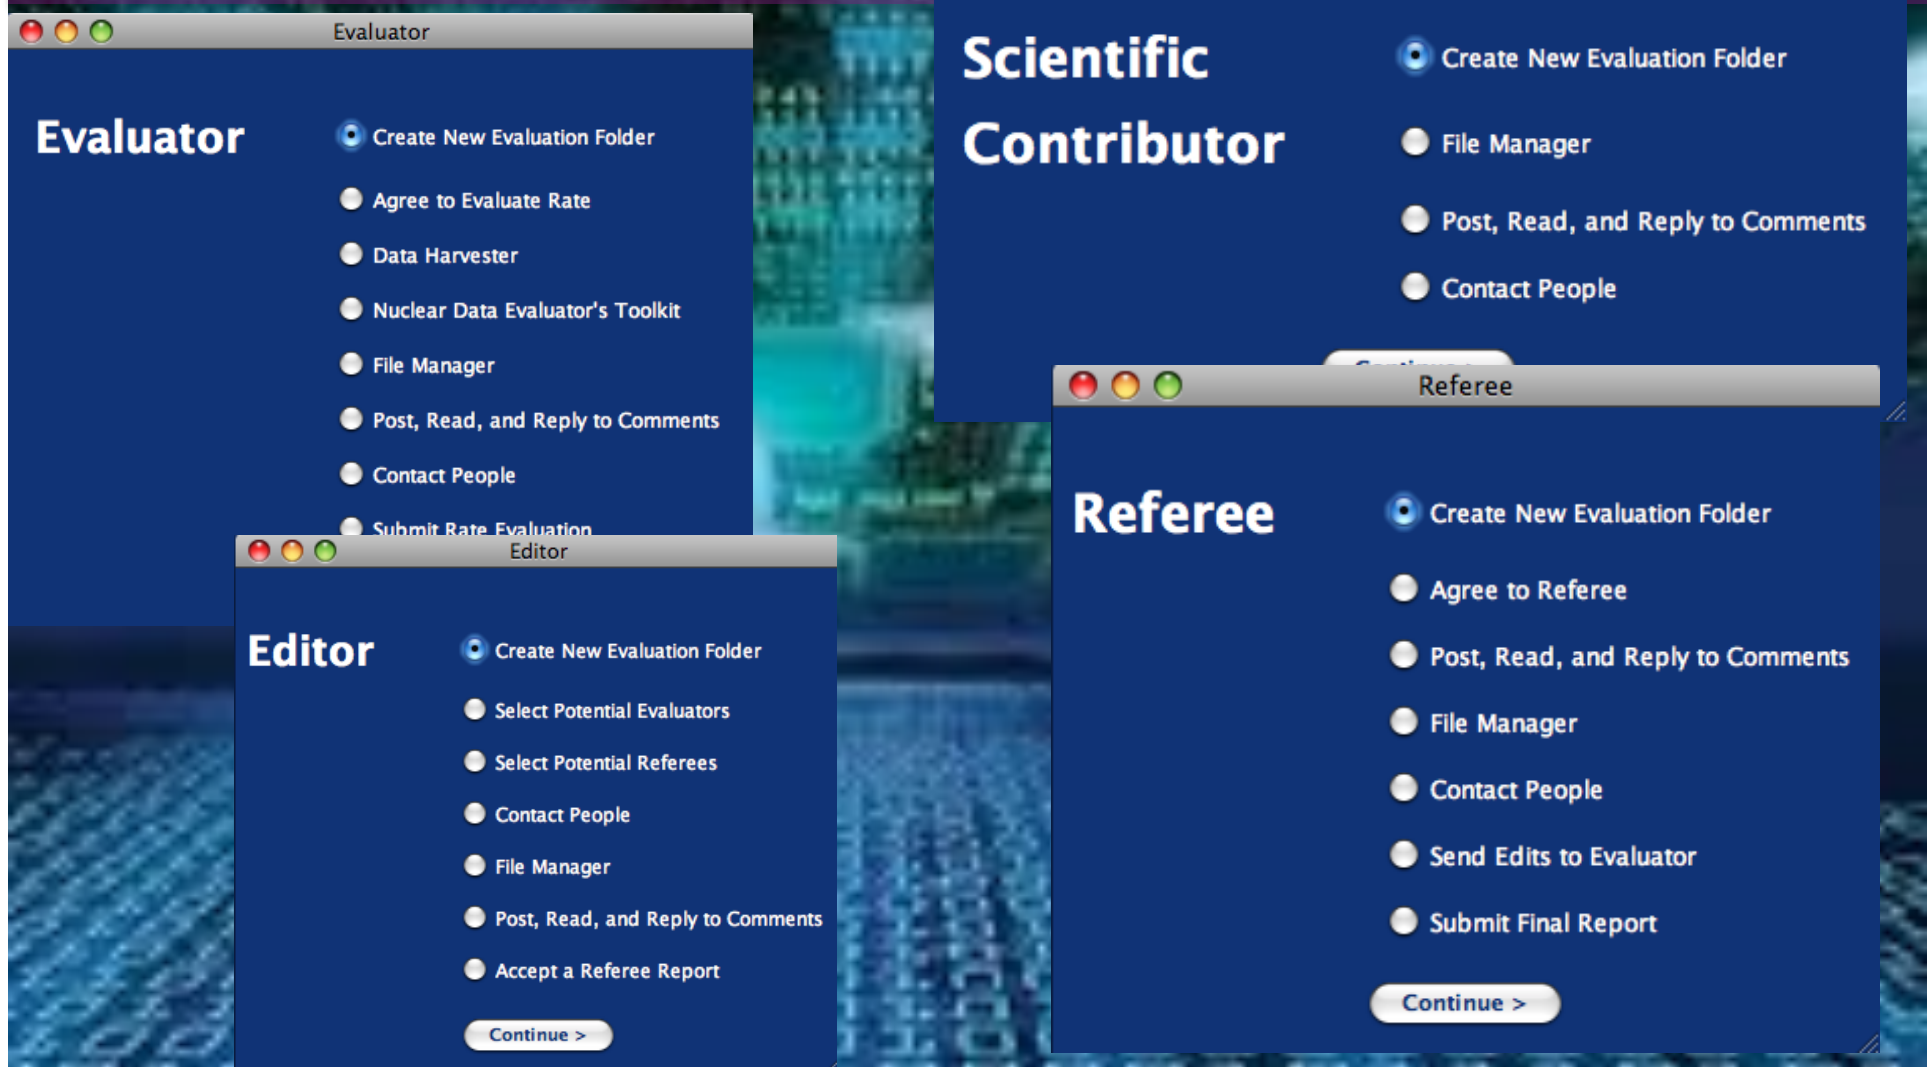 Evaluator
Evaluator
Create New Evaluation Folder
Agree to Evaluate Rate
Data Harvester
Nuclear Data Evaluator's Toolkit
File Manager
Post, Read, and Reply to Comments
Contact People
Submit Rate Evaluation
Scientific
Contributor
Create New Evaluation Folder
File Manager
Post, Read, and Reply to Comments
Contact People
Continue >
Editor
Editor
Create New Evaluation Folder
Select Potential Evaluators
Select Potential Referees
Contact People
File Manager
Post, Read, and Reply to Comments
Accept a Referee Report
Continue >
Referee
Referee
Create New Evaluation Folder
Agree to Referee
Post, Read, and Reply to Comments
File Manager
Contact People
Send Edits to Evaluator
Submit Final Report
Continue >